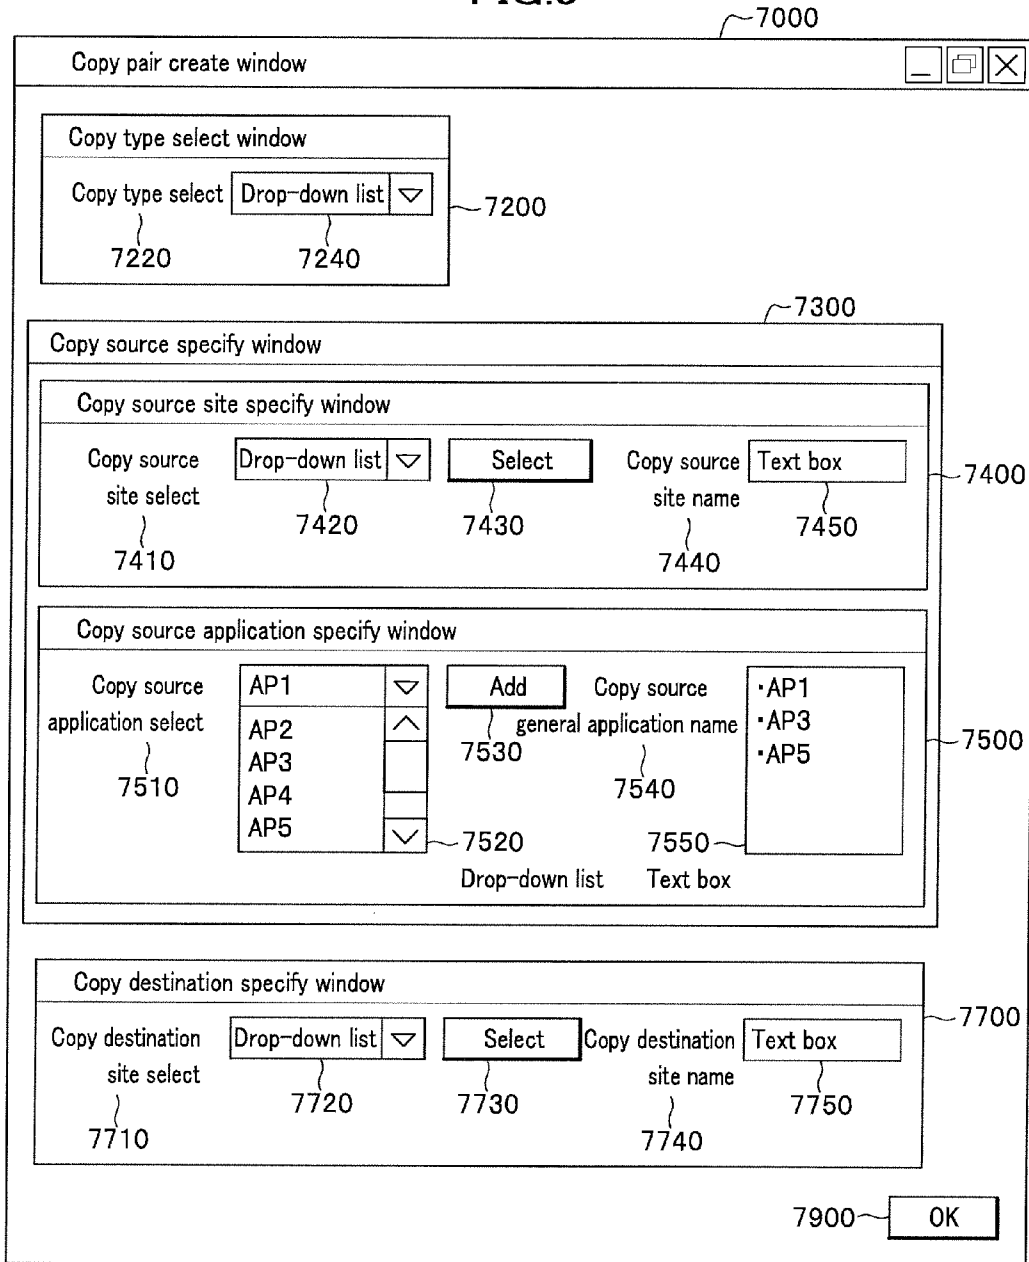 7000
Copy pair create window
Copy type select window
Copy type select Drop-down list
7200
7220 7240
7300
Copy source specify window
Copy source site specify window
Copy source Drop-down list Select Copy source Text box
site select site name
7400
7420 7430 7450
7410 7440
Copy source application specify window
Copy source AP1 Add Copy source ・AP1
application select AP2 general application name ・AP3
7530
AP3 ・AP5
7500
7510 7540
AP4
AP5
7520 7550
Drop-down list Text box
Copy destination specify window
7700
Copy destination Drop-down list Select Copy destination Text box
site select site name
7720 7730 7750
7710 7740
7900 OK